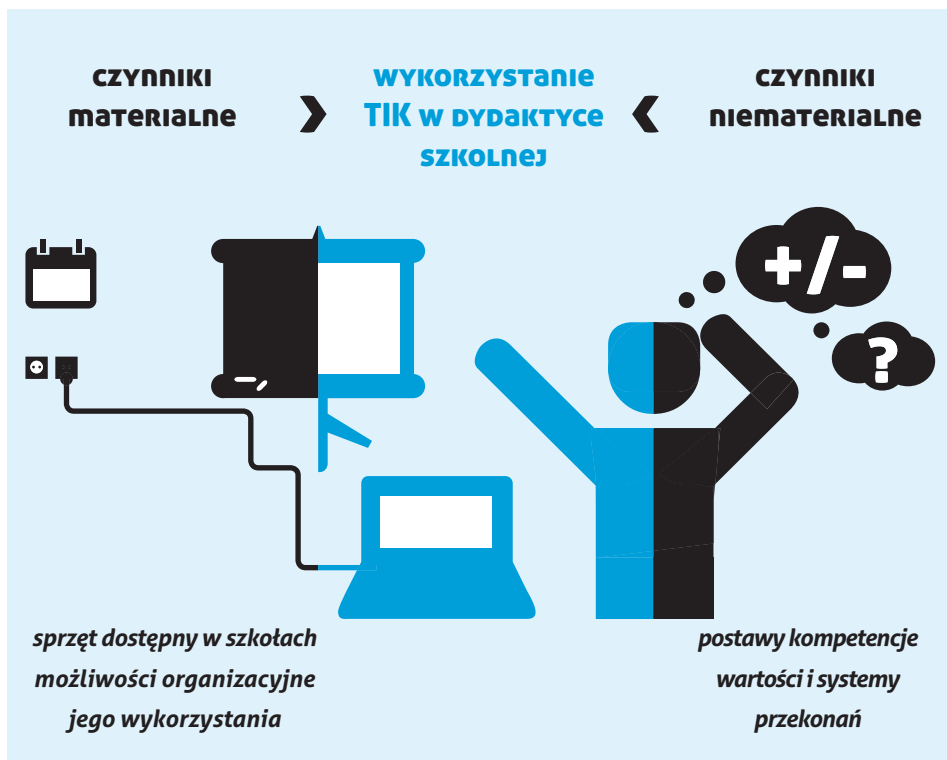 CZYNNIKI
MATERIALNE
WYKORZYSTANIE
TIK W DYDAKTYCE
SZKOLNEJ
CZYNNIKI
NIEMATERIALNE
+/-
?
sprzęt dostępny w szkołach
możliwości organizacyjne
jego wykorzystania
postawy kompetencje
wartości i systemy
przekonań